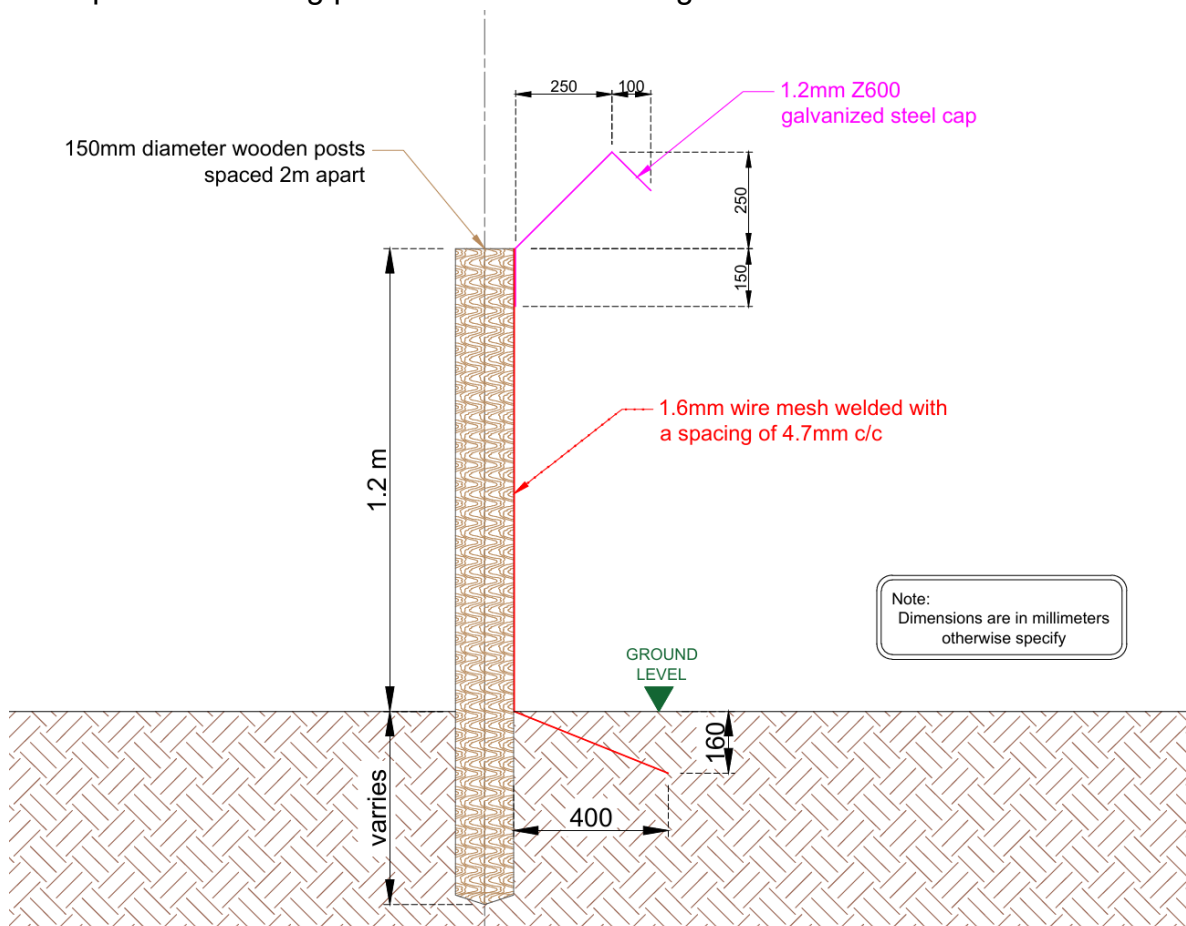 250
100
1.2mm Z600
galvanized steel cap
150mm diameter wooden posts
spaced 2m apart
250
150
1.2 m
1.6mm wire mesh welded with
a spacing of 4.7mm c/c
Note:
Dimensions are in millimeters
otherwise specify
GROUND
LEVEL
160
varries
400